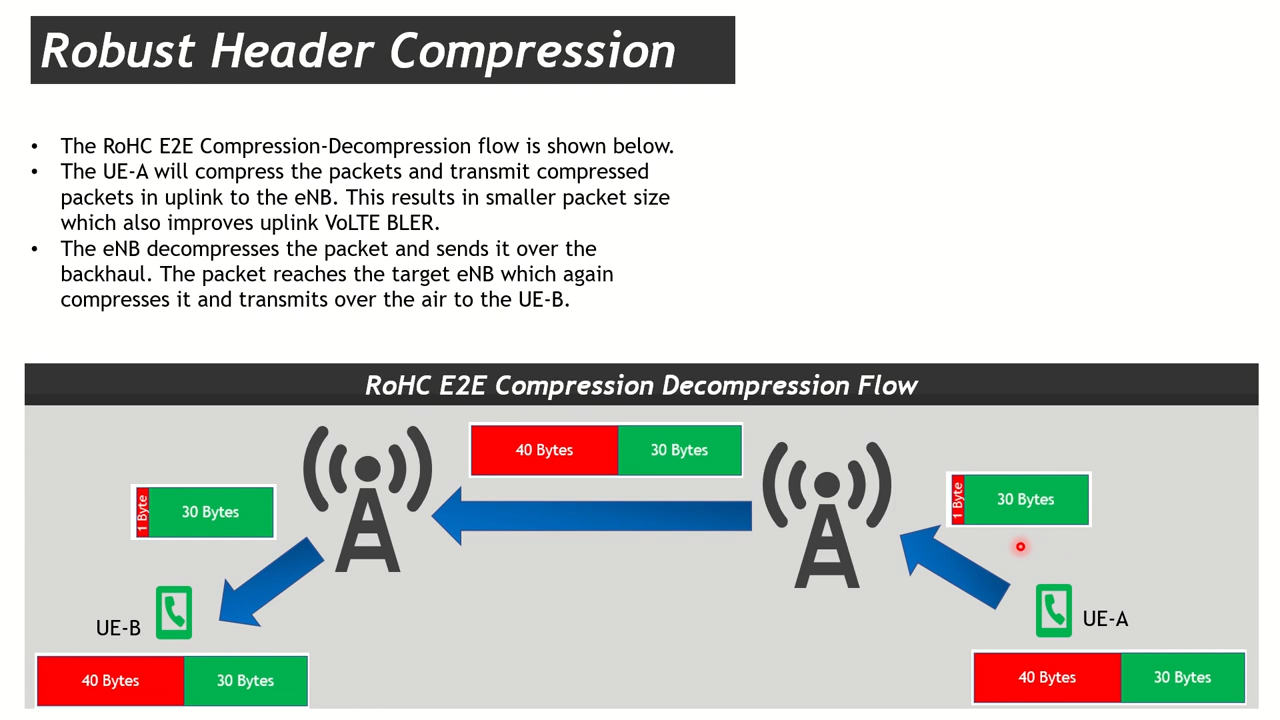 Robust Header Compression
• The RoHC E2E Compression-Decompression flow is shown below.
• The UE-A will compress the packets and transmit compressed
packets in uplink to the eNB. This results in smaller packet size
which also improves uplink VoLTE BLER.
• The eNB decompresses the packet and sends it over the
backhaul. The packet reaches the target eNB which again
compresses it and transmits over the air to the UE-B.
RoHC E2E Compression Decompression Flow
40 Bytes 30 Bytes
1 Byte 30 Bytes
1 Byte 30 Bytes
UE-B
UE-A
40 Bytes 30 Bytes
40 Bytes 30 Bytes